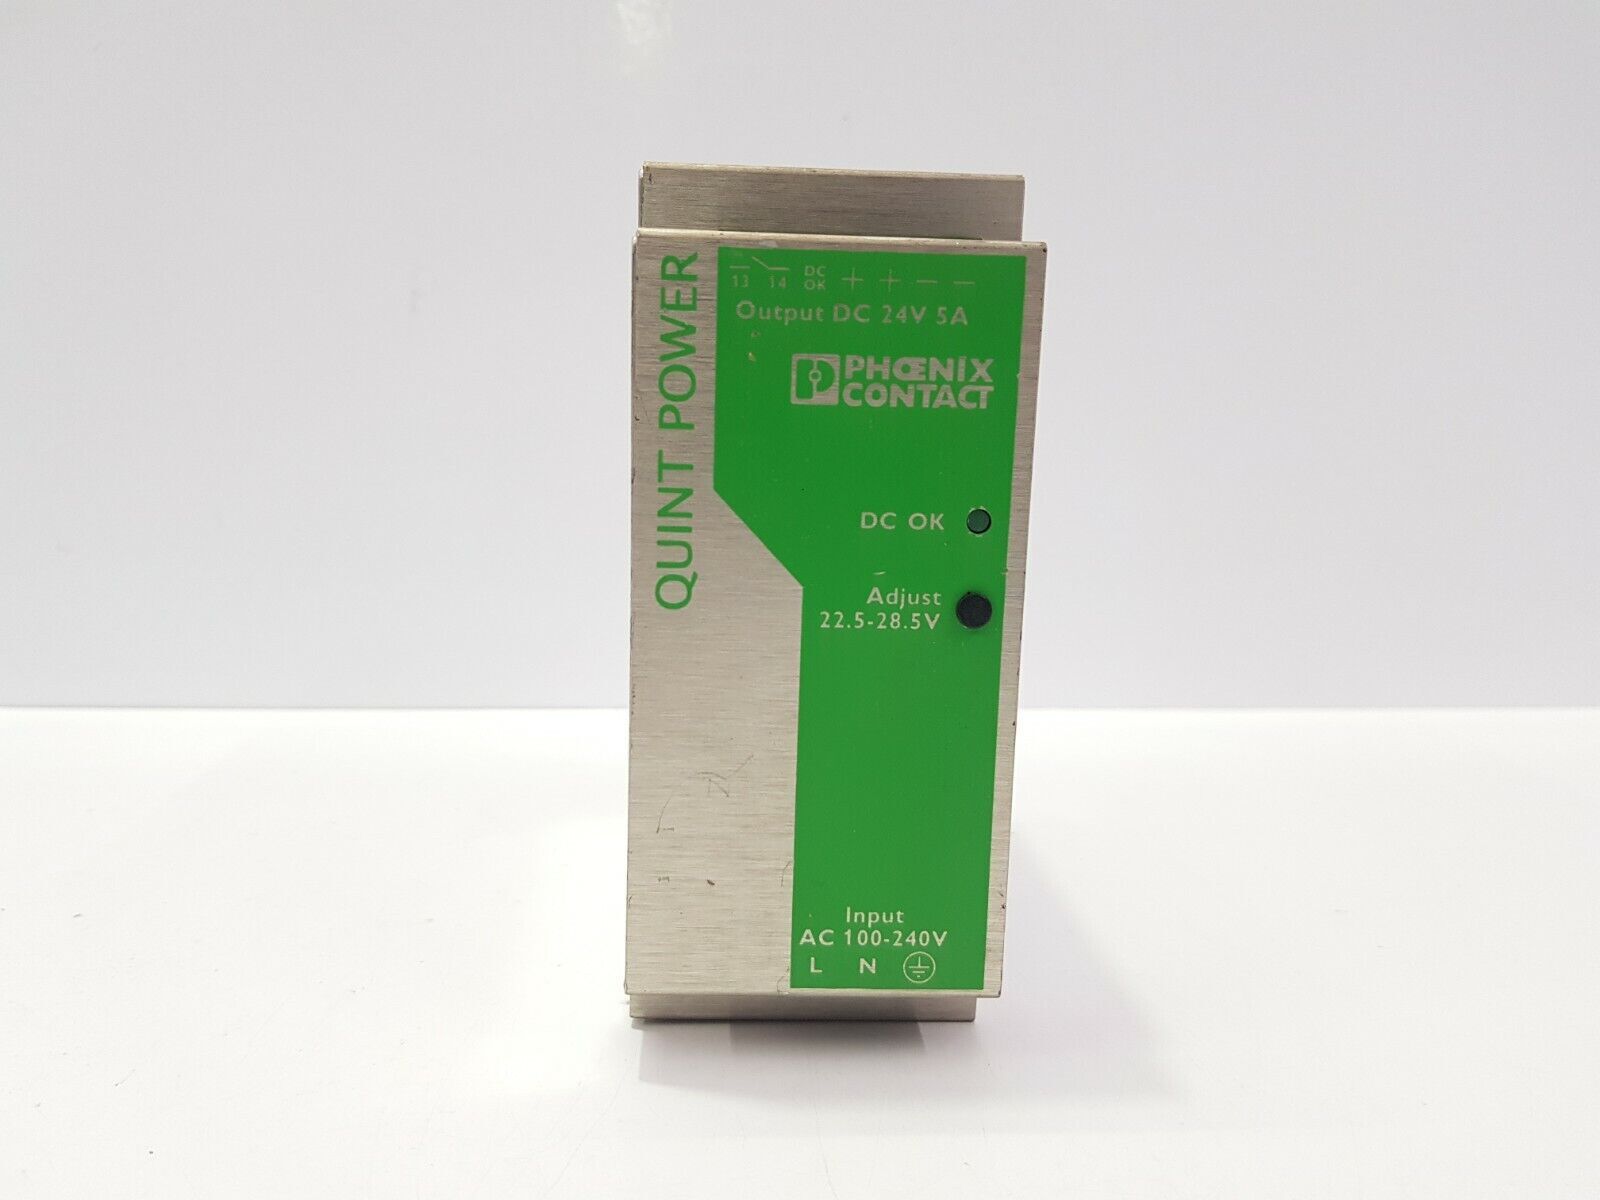 QUINT POWER
13 14 DC OK + + – –
Output DC 24V 5A
PHŒNIX
CONTACT
DC OK
Adjust
22.5-28.5V
Input
AC 100-240V
L N